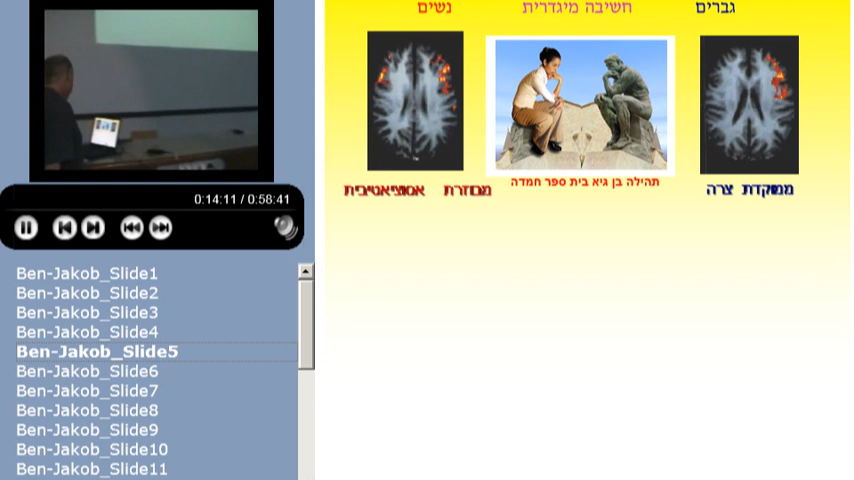 גברים
חשיבה מיגדרית
נשים
ממוקדת צרה
תהילה בן גיא בית ספר חמדה
מבוזרת אסוציאטיבית
0:14:11 / 0:58:41
Ben-Jakob_Slide1
Ben-Jakob_Slide2
Ben-Jakob_Slide3
Ben-Jakob_Slide4
Ben-Jakob_Slide5
Ben-Jakob_Slide6
Ben-Jakob_Slide7
Ben-Jakob_Slide8
Ben-Jakob_Slide9
Ben-Jakob_Slide10
Ben-Jakob_Slide11